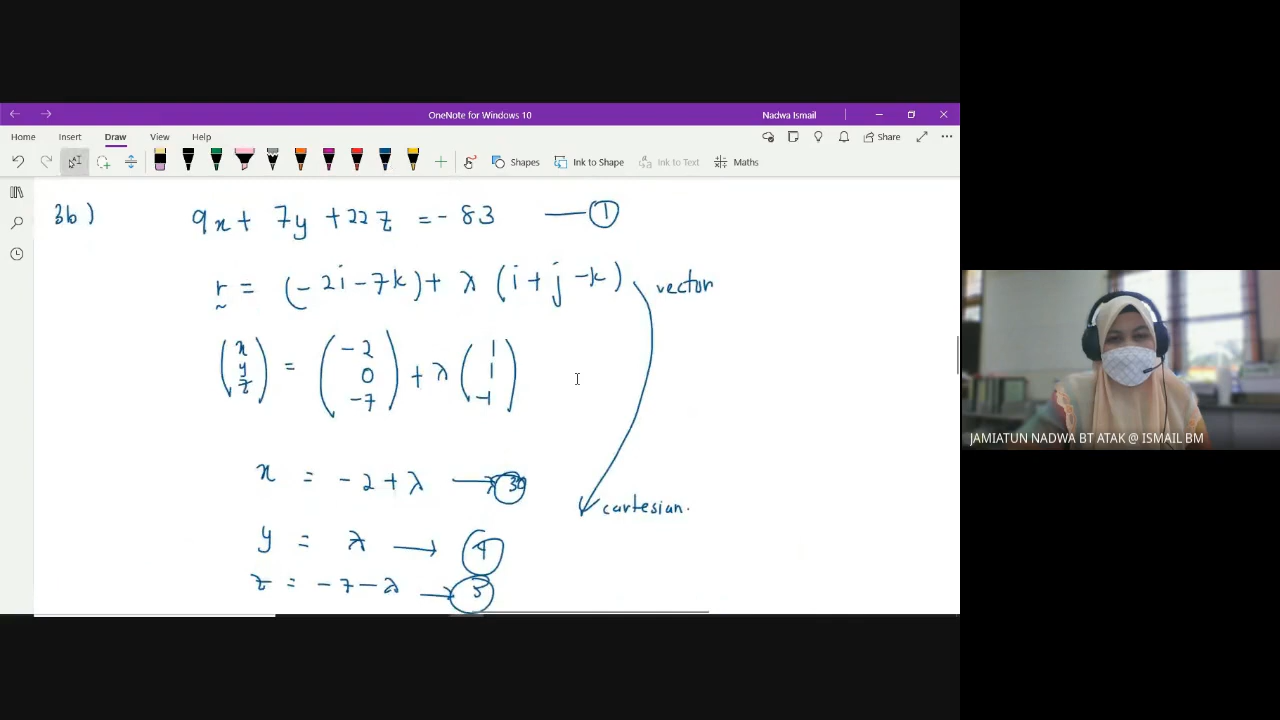 OneNote for Windows 10
Nadwa Ismail
Home Insert Draw View Help
Share
Shapes Ink to Shape Ink to Text Maths
3b) 9x + 7y + 22z = -83 — ①
r = (-2i - 7k) + λ (i + j - k) vector
(x y z) = (-2 0 -7) + λ (1 1 -1)
x = -2 + λ →
y = λ → ④
z = -7 - λ → ⑤
cartesian.
JAMIATUN NADWA BT ATAK @ ISMAIL BM